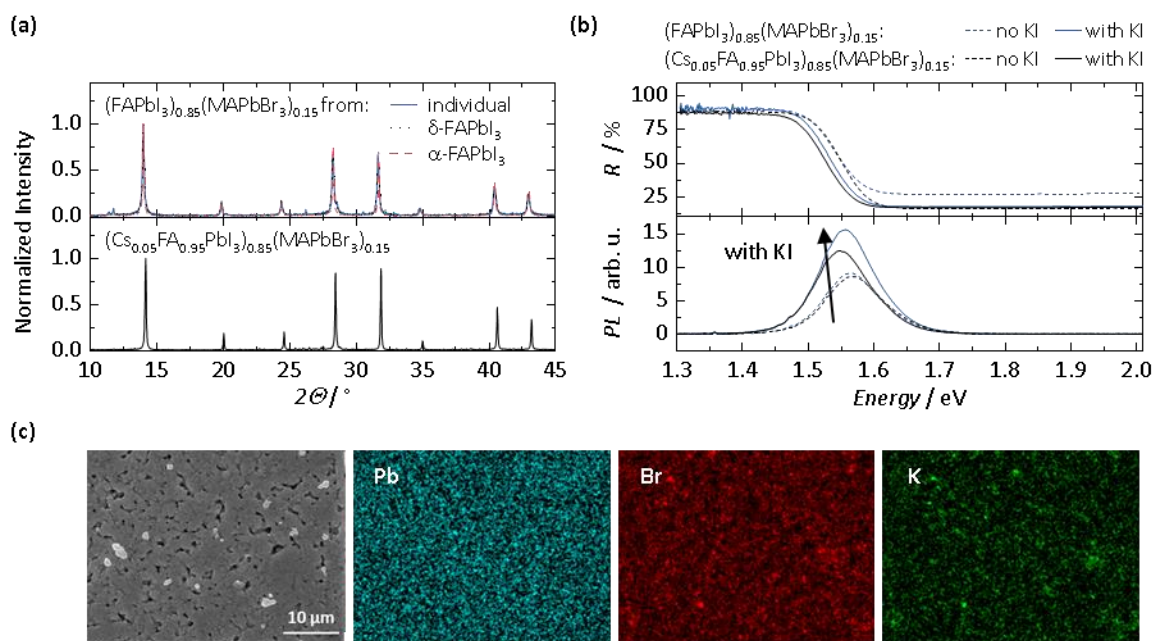 (a)
(FAPbI3)0.85(MAPbBr3)0.15 from:
individual
δ-FAPbI3
α-FAPbI3
1.0
0.5
0.0
(Cs0.05FA0.95PbI3)0.85(MAPbBr3)0.15
1.0
0.5
0.0
Normalized Intensity
10 15 20 25 30 35 40 45
2Θ / °
(b)
(FAPbI3)0.85(MAPbBr3)0.15: no KI with KI
(Cs0.05FA0.95PbI3)0.85(MAPbBr3)0.15: no KI with KI
100
75
50
25
R / %
15
10
5
0
PL / arb. u.
with KI
1.3 1.4 1.5 1.6 1.7 1.8 1.9 2.0
Energy / eV
(c)
10 µm
Pb
Br
K